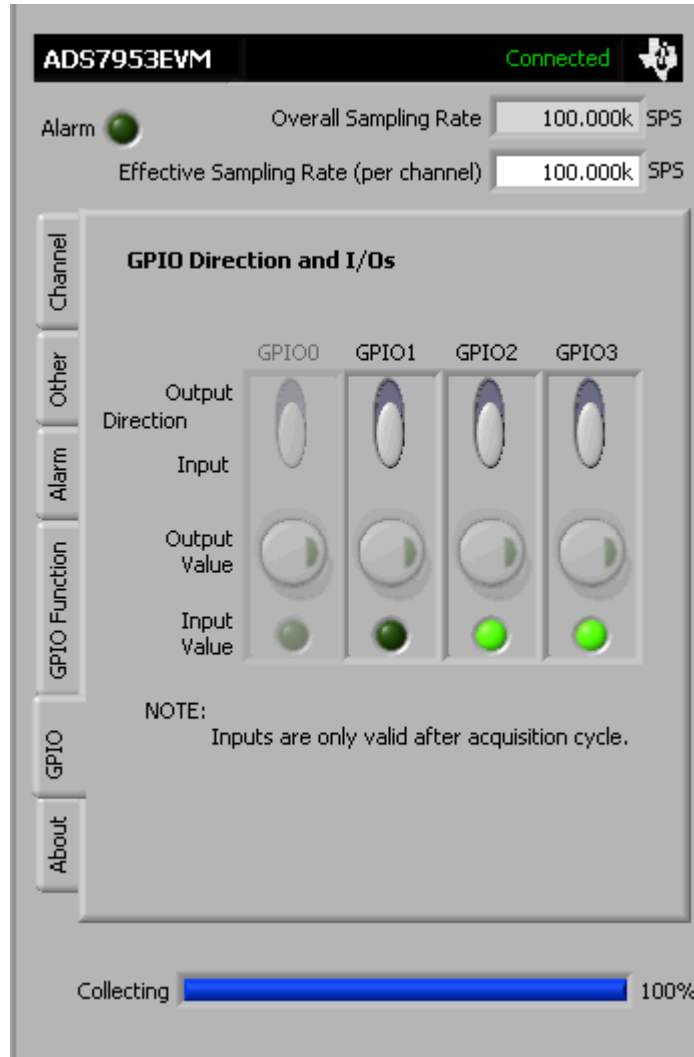 ADS7953EVM Connected
Alarm Overall Sampling Rate 100.000k SPS
Effective Sampling Rate (per channel) 100.000k SPS
Channel
Other
Alarm
GPIO Function
GPIO
About
GPIO Direction and I/Os
GPIO0 GPIO1 GPIO2 GPIO3
Output
Direction
Input
Output
Value
Input
Value
NOTE:
Inputs are only valid after acquisition cycle.
Collecting 100%